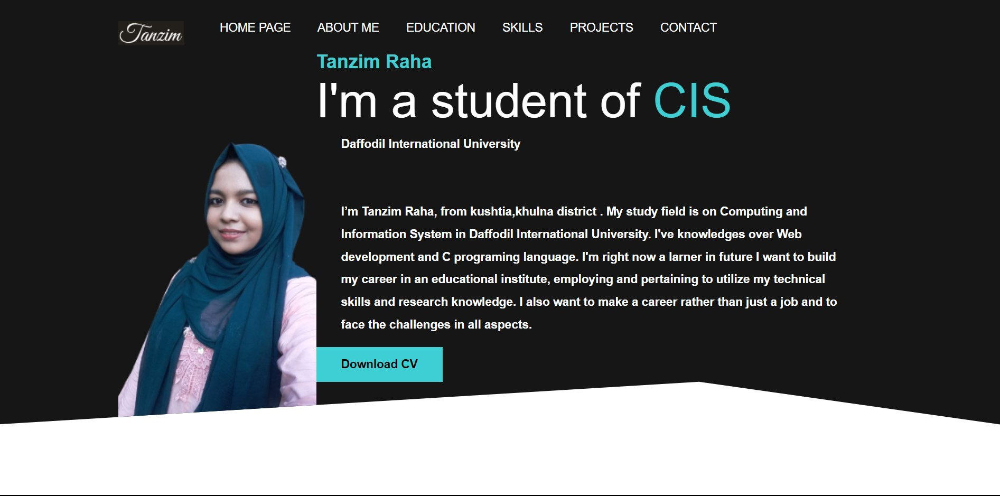 Tanzim
HOME PAGE ABOUT ME EDUCATION SKILLS PROJECTS CONTACT
Tanzim Raha
I'm a student of CIS
Daffodil International University
I’m Tanzim Raha, from kushtia,khulna district . My study field is on Computing and
Information System in Daffodil International University. I've knowledges over Web
development and C programing language. I'm right now a larner in future I want to build
my career in an educational institute, employing and pertaining to utilize my technical
skills and research knowledge. I also want to make a career rather than just a job and to
face the challenges in all aspects.
Download CV